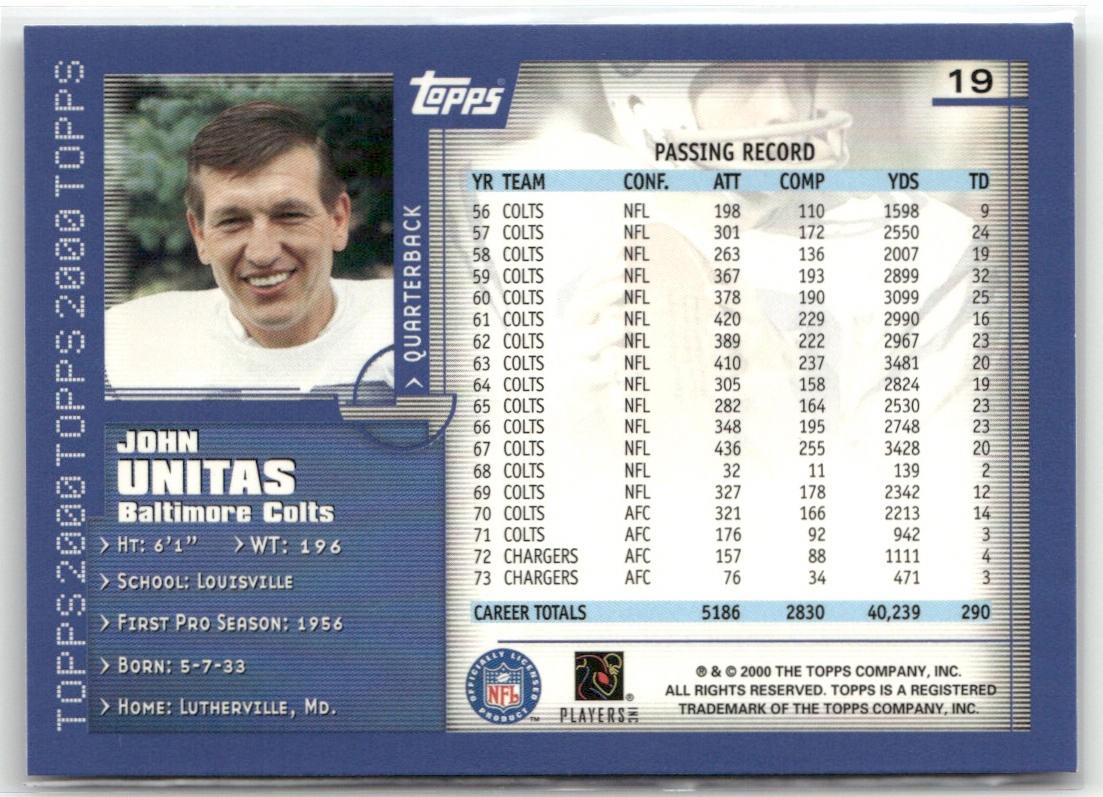 TOPPS 2000 TOPPS 2000 TOPPS 2000 TOPPS
topps
19
> QUARTERBACK
JOHN
UNITAS
Baltimore Colts
> HT: 6'1" > WT: 196
> SCHOOL: LOUISVILLE
> FIRST PRO SEASON: 1956
> BORN: 5-7-33
> HOME: LUTHERVILLE, MD.
PASSING RECORD
YR TEAM CONF. ATT COMP YDS TD
56 COLTS NFL 198 110 1598 9
57 COLTS NFL 301 172 2550 24
58 COLTS NFL 263 136 2007 19
59 COLTS NFL 367 193 2899 32
60 COLTS NFL 378 190 3099 25
61 COLTS NFL 420 229 2990 16
62 COLTS NFL 389 222 2967 23
63 COLTS NFL 410 237 3481 20
64 COLTS NFL 305 158 2824 19
65 COLTS NFL 282 164 2530 23
66 COLTS NFL 348 195 2748 23
67 COLTS NFL 436 255 3428 20
68 COLTS NFL 32 11 139 2
69 COLTS NFL 327 178 2342 12
70 COLTS AFC 321 166 2213 14
71 COLTS AFC 176 92 942 3
72 CHARGERS AFC 157 88 1111 4
73 CHARGERS AFC 76 34 471 3
CAREER TOTALS 5186 2830 40,239 290
OFFICIALLY LICENSED
NFL
PRODUCT ™
PLAYERS INC ®
® & © 2000 THE TOPPS COMPANY, INC.
ALL RIGHTS RESERVED. TOPPS IS A REGISTERED
TRADEMARK OF THE TOPPS COMPANY, INC.